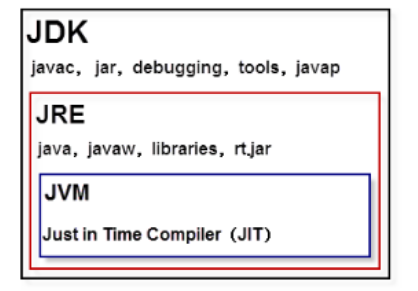 JDK
javac, jar, debugging, tools, javap
JRE
java, javaw, libraries, rt.jar
JVM
Just in Time Compiler (JIT)